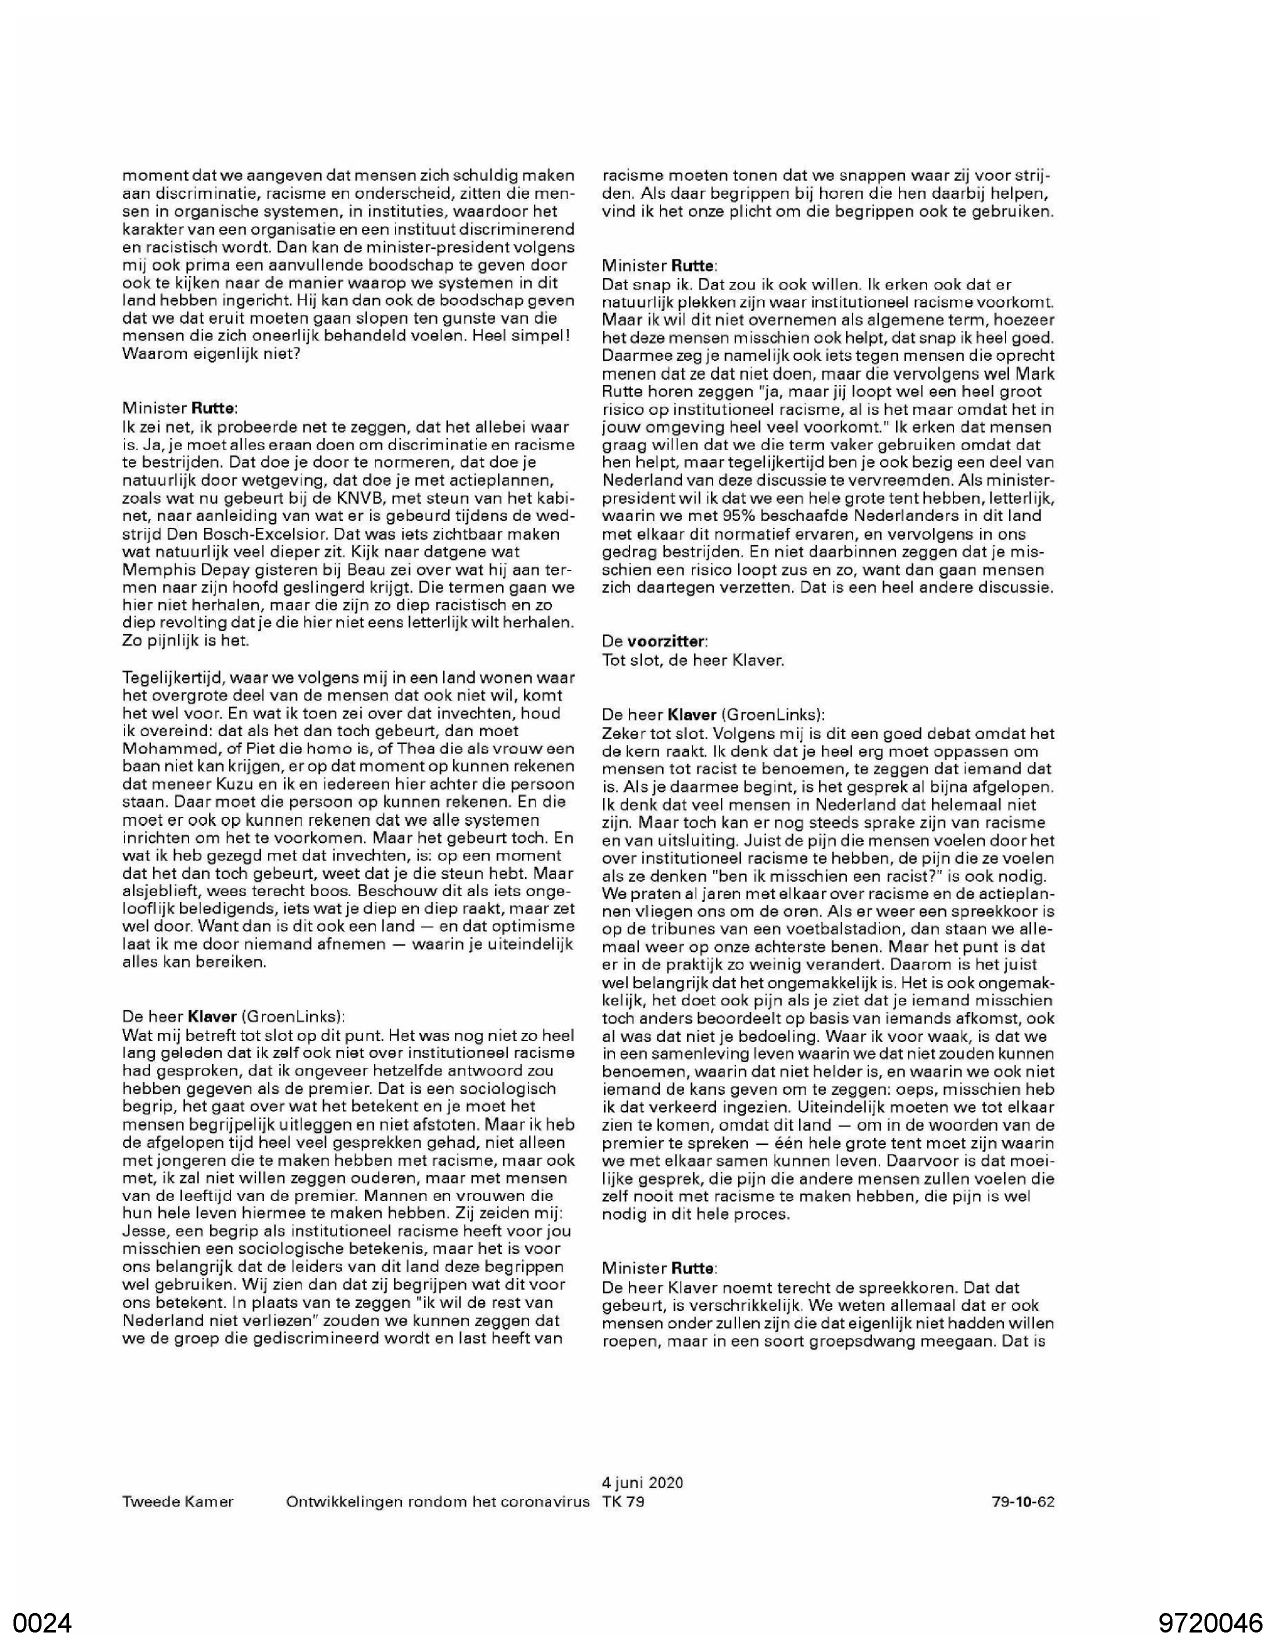 moment dat we aangeven dat mensen zich schuldig maken
aan discriminatie, racisme en onderscheid, zitten die men-
sen in organische systemen, in instituties, waardoor het
karakter van een organisatie en een instituut discriminerend
en racistisch wordt. Dan kan de minister-president volgens
mij ook prima een aanvullende boodschap te geven door
ook te kijken naar de manier waarop we systemen in dit
land hebben ingericht. Hij kan dan ook de boodschap geven
dat we dat eruit moeten gaan slopen ten gunste van die
mensen die zich oneerlijk behandeld voelen. Heel simpel!
Waarom eigenlijk niet?
Minister Rutte:
Ik zei net, ik probeerde net te zeggen, dat het allebei waar
is. Ja, je moet alles eraan doen om discriminatie en racisme
te bestrijden. Dat doe je door te normeren, dat doe je
natuurlijk door wetgeving, dat doe je met actieplannen,
zoals wat nu gebeurt bij de KNVB, met steun van het kabi-
net, naar aanleiding van wat er is gebeurd tijdens de wed-
strijd Den Bosch-Excelsior. Dat was iets zichtbaar maken
wat natuurlijk veel dieper zit. Kijk naar datgene wat
Memphis Depay gisteren bij Beau zei over wat hij aan ter-
men naar zijn hoofd geslingerd krijgt. Die termen gaan we
hier niet herhalen, maar die zijn zo diep racistisch en zo
diep revolting dat je die hier niet eens letterlijk wilt herhalen.
Zo pijnlijk is het.
Tegelijkertijd, waar we volgens mij in een land wonen waar
het overgrote deel van de mensen dat ook niet wil, komt
het wel voor. En wat ik toen zei over dat invechten, houd
ik overeind: dat als het dan toch gebeurt, dan moet
Mohammed, of Piet die homo is, of Thea die als vrouw een
baan niet kan krijgen, er op dat moment op kunnen rekenen
dat meneer Kuzu en ik en iedereen hier achter die persoon
staan. Daar moet die persoon op kunnen rekenen. En die
moet er ook op kunnen rekenen dat we alle systemen
inrichten om het te voorkomen. Maar het gebeurt toch. En
wat ik heb gezegd met dat invechten, is: op een moment
dat het dan toch gebeurt, weet dat je die steun hebt. Maar
alsjeblieft, wees terecht boos. Beschouw dit als iets onge-
looflijk beledigends, iets wat je diep en diep raakt, maar zet
wel door. Want dan is dit ook een land — en dat optimisme
laat ik me door niemand afnemen — waarin je uiteindelijk
alles kan bereiken.
De heer Klaver (GroenLinks):
Wat mij betreft tot slot op dit punt. Het was nog niet zo heel
lang geleden dat ik zelf ook niet over institutioneel racisme
had gesproken, dat ik ongeveer hetzelfde antwoord zou
hebben gegeven als de premier. Dat is een sociologisch
begrip, het gaat over wat het betekent en je moet het
mensen begrijpelijk uitleggen en niet afstoten. Maar ik heb
de afgelopen tijd heel veel gesprekken gehad, niet alleen
met jongeren die te maken hebben met racisme, maar ook
met, ik zal niet willen zeggen ouderen, maar met mensen
van de leeftijd van de premier. Mannen en vrouwen die
hun hele leven hiermee te maken hebben. Zij zeiden mij:
Jesse, een begrip als institutioneel racisme heeft voor jou
misschien een sociologische betekenis, maar het is voor
ons belangrijk dat de leiders van dit land deze begrippen
wel gebruiken. Wij zien dan dat zij begrijpen wat dit voor
ons betekent. In plaats van te zeggen "ik wil de rest van
Nederland niet verliezen" zouden we kunnen zeggen dat
we de groep die gediscrimineerd wordt en last heeft van
racisme moeten tonen dat we snappen waar zij voor strij-
den. Als daar begrippen bij horen die hen daarbij helpen,
vind ik het onze plicht om die begrippen ook te gebruiken.
Minister Rutte:
Dat snap ik. Dat zou ik ook willen. Ik erken ook dat er
natuurlijk plekken zijn waar institutioneel racisme voorkomt.
Maar ik wil dit niet overnemen als algemene term, hoezeer
het deze mensen misschien ook helpt, dat snap ik heel goed.
Daarmee zeg je namelijk ook iets tegen mensen die oprecht
menen dat ze dat niet doen, maar die vervolgens wel Mark
Rutte horen zeggen "ja, maar jij loopt wel een heel groot
risico op institutioneel racisme, al is het maar omdat het in
jouw omgeving heel veel voorkomt." Ik erken dat mensen
graag willen dat we die term vaker gebruiken omdat dat
hen helpt, maar tegelijkertijd ben je ook bezig een deel van
Nederland van deze discussie te vervreemden. Als minister-
president wil ik dat we een hele grote tent hebben, letterlijk,
waarin we met 95% beschaafde Nederlanders in dit land
met elkaar dit normatief ervaren, en vervolgens in ons
gedrag bestrijden. En niet daarbinnen zeggen dat je mis-
schien een risico loopt zus en zo, want dan gaan mensen
zich daartegen verzetten. Dat is een heel andere discussie.
De voorzitter:
Tot slot, de heer Klaver.
De heer Klaver (GroenLinks):
Zeker tot slot. Volgens mij is dit een goed debat omdat het
de kern raakt. Ik denk dat je heel erg moet oppassen om
mensen tot racist te benoemen, te zeggen dat iemand dat
is. Als je daarmee begint, is het gesprek al bijna afgelopen.
Ik denk dat veel mensen in Nederland dat helemaal niet
zijn. Maar toch kan er nog steeds sprake zijn van racisme
en van uitsluiting. Juist de pijn die mensen voelen door het
over institutioneel racisme te hebben, de pijn die ze voelen
als ze denken "ben ik misschien een racist?" is ook nodig.
We praten al jaren met elkaar over racisme en de actieplan-
nen vliegen ons om de oren. Als er weer een spreekkoor is
op de tribunes van een voetbalstadion, dan staan we alle-
maal weer op onze achterste benen. Maar het punt is dat
er in de praktijk zo weinig verandert. Daarom is het juist
wel belangrijk dat het ongemakkelijk is. Het is ook ongemak-
kelijk, het doet ook pijn als je ziet dat je iemand misschien
toch anders beoordeelt op basis van iemands afkomst, ook
al was dat niet je bedoeling. Waar ik voor waak, is dat we
in een samenleving leven waarin we dat niet zouden kunnen
benoemen, waarin dat niet helder is, en waarin we ook niet
iemand de kans geven om te zeggen: oeps, misschien heb
ik dat verkeerd ingezien. Uiteindelijk moeten we tot elkaar
zien te komen, omdat dit land — om in de woorden van de
premier te spreken — één hele grote tent moet zijn waarin
we met elkaar samen kunnen leven. Daarvoor is dat moei-
lijke gesprek, die pijn die andere mensen zullen voelen die
zelf nooit met racisme te maken hebben, die pijn is wel
nodig in dit hele proces.
Minister Rutte:
De heer Klaver noemt terecht de spreekkoren. Dat dat
gebeurt, is verschrikkelijk. We weten allemaal dat er ook
mensen onder zullen zijn die dat eigenlijk niet hadden willen
roepen, maar in een soort groepsdwang meegaan. Dat is
4 juni 2020
Tweede Kamer Ontwikkelingen rondom het coronavirus TK 79 79-10-62
0024 9720046